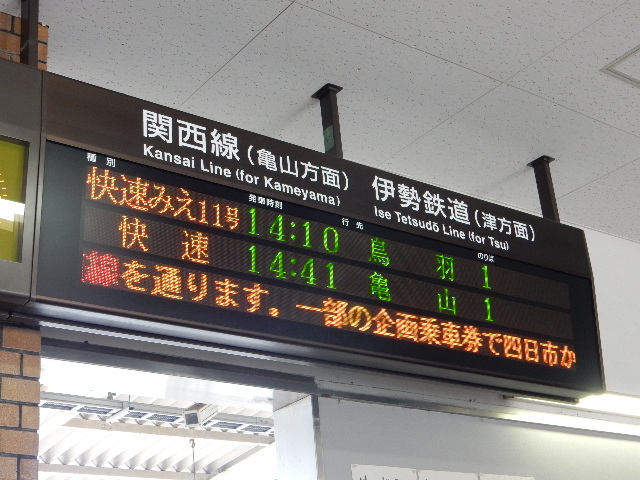 関西線(亀山方面)
Kansai Line (for Kameyama)
伊勢鉄道(津方面)
Ise Tetsudō Line (for Tsu)
種別 発車時刻 行先 のりば
快速みえ11号 14:10 鳥羽 1
快速 14:41 亀山 1
線を通ります。一部の企画乗車券で四日市か